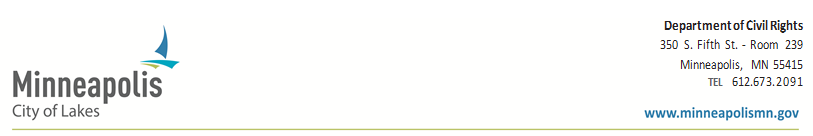 Minneapolis
City of Lakes
Department of Civil Rights
350 S. Fifth St. - Room 239
Minneapolis, MN 55415
TEL 612.673.2091
www.minneapolismn.gov